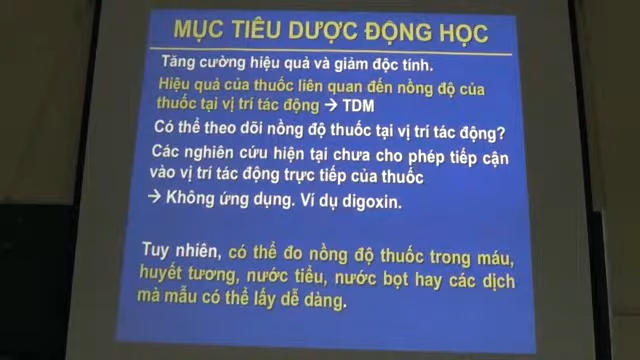 MỤC TIÊU DƯỢC ĐỘNG HỌC
Tăng cường hiệu quả và giảm độc tính.
Hiệu quả của thuốc liên quan đến nồng độ của
thuốc tại vị trí tác động → TDM
Có thể theo dõi nồng độ thuốc tại vị trí tác động?
Các nghiên cứu hiện tại chưa cho phép tiếp cận
vào vị trí tác động trực tiếp của thuốc
→ Không ứng dụng. Ví dụ digoxin.
Tuy nhiên, có thể đo nồng độ thuốc trong máu,
huyết tương, nước tiểu, nước bọt hay các dịch
mà mẫu có thể lấy dễ dàng.